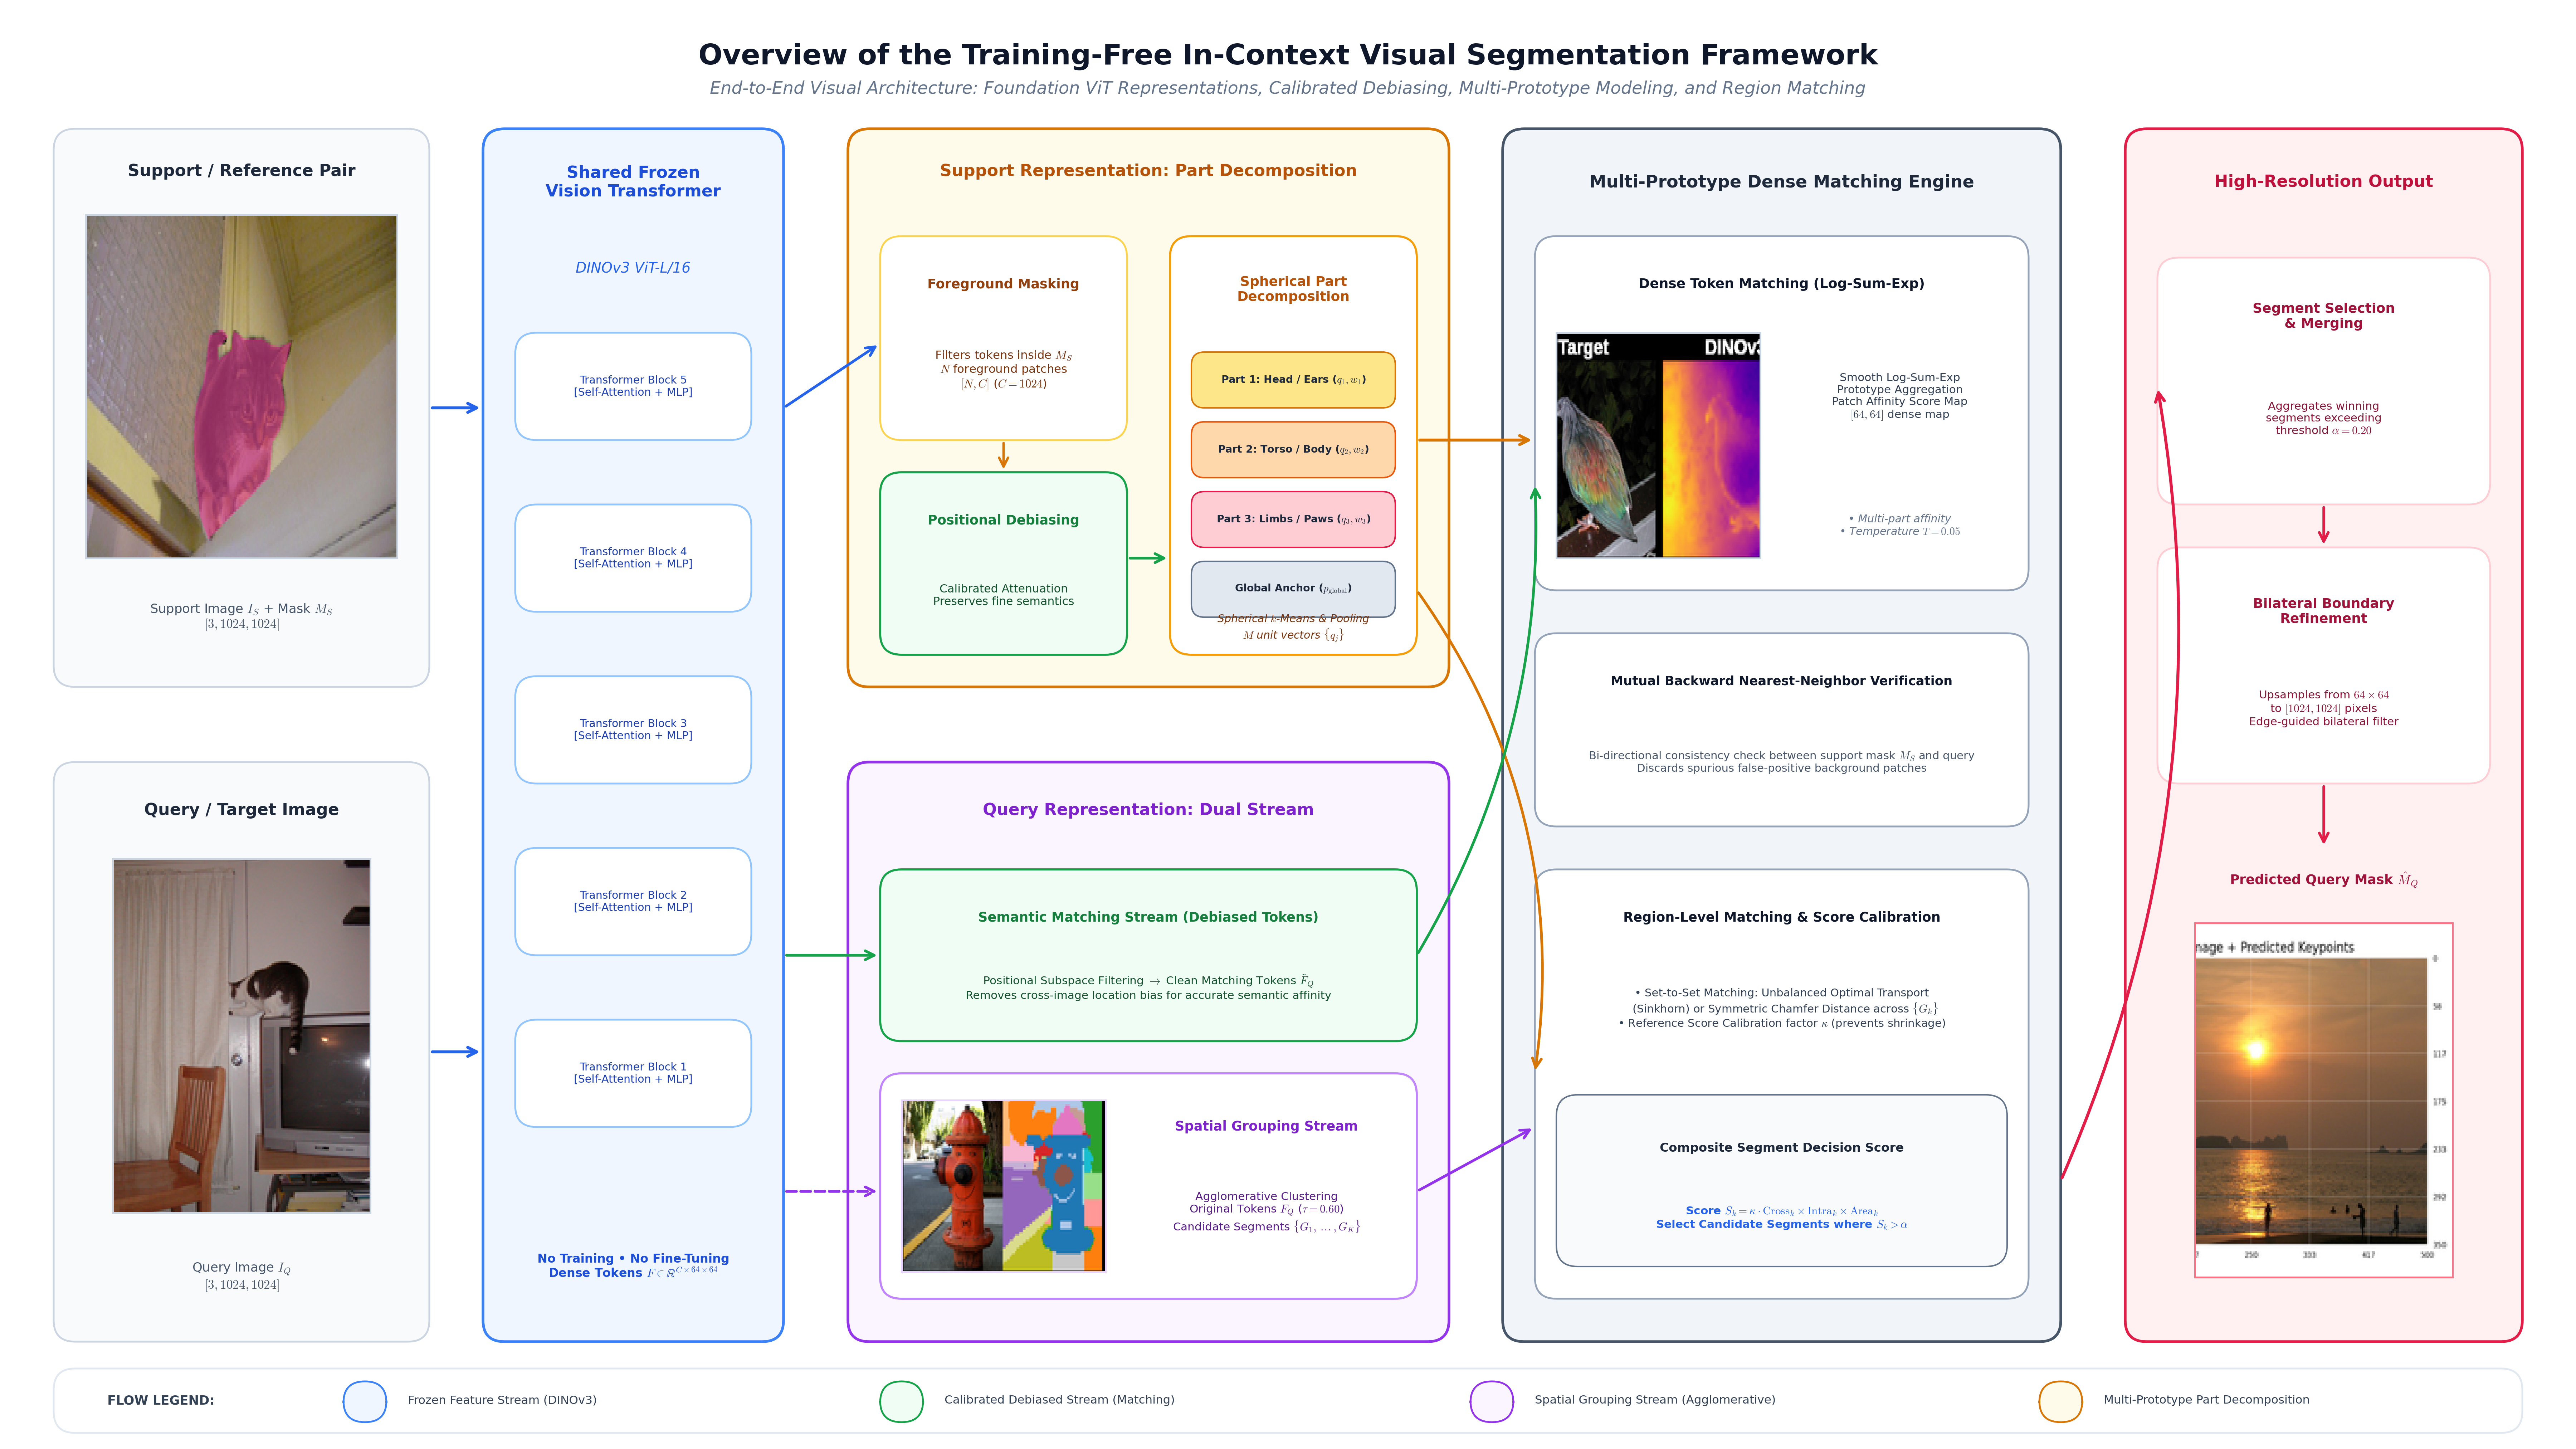 Overview of the Training-Free In-Context Visual Segmentation Framework
End-to-End Visual Architecture: Foundation ViT Representations, Calibrated Debiasing, Multi-Prototype Modeling, and Region Matching
Support / Reference Pair
Support Image I_S + Mask M_S
[3, 1024, 1024]
Query / Target Image
Query Image I_Q
[3, 1024, 1024]
Shared Frozen
Vision Transformer
DINOv3 ViT-L/16
Transformer Block 5
[Self-Attention + MLP]
Transformer Block 4
[Self-Attention + MLP]
Transformer Block 3
[Self-Attention + MLP]
Transformer Block 2
[Self-Attention + MLP]
Transformer Block 1
[Self-Attention + MLP]
No Training • No Fine-Tuning
Dense Tokens F ∈ ℝ^{C×64×64}
Support Representation: Part Decomposition
Foreground Masking
Filters tokens inside M_S
N foreground patches
[N, C] (C = 1024)
Positional Debiasing
Calibrated Attenuation
Preserves fine semantics
Spherical Part
Decomposition
Part 1: Head / Ears (q_1, w_1)
Part 2: Torso / Body (q_2, w_2)
Part 3: Limbs / Paws (q_3, w_3)
Global Anchor (p_global)
Spherical k-Means & Pooling
M unit vectors {q_j}
Query Representation: Dual Stream
Semantic Matching Stream (Debiased Tokens)
Positional Subspace Filtering → Clean Matching Tokens F̃_Q
Removes cross-image location bias for accurate semantic affinity
Spatial Grouping Stream
Agglomerative Clustering
Original Tokens F_Q (τ = 0.60)
Candidate Segments {G_1, ..., G_K}
Multi-Prototype Dense Matching Engine
Dense Token Matching (Log-Sum-Exp)
Target DINOv3
Smooth Log-Sum-Exp
Prototype Aggregation
Patch Affinity Score Map
[64, 64] dense map
• Multi-part affinity
• Temperature T = 0.05
Mutual Backward Nearest-Neighbor Verification
Bi-directional consistency check between support mask M_S and query
Discards spurious false-positive background patches
Region-Level Matching & Score Calibration
• Set-to-Set Matching: Unbalanced Optimal Transport
(Sinkhorn) or Symmetric Chamfer Distance across {G_k}
• Reference Score Calibration factor κ (prevents shrinkage)
Composite Segment Decision Score
Score S_k = κ · Cross_k × Intra_k × Area_k
Select Candidate Segments where S_k > α
High-Resolution Output
Segment Selection
& Merging
Aggregates winning
segments exceeding
threshold α = 0.20
Bilateral Boundary
Refinement
Upsamples from 64 × 64
to [1024, 1024] pixels
Edge-guided bilateral filter
Predicted Query Mask M̂_Q
nage + Predicted Keypoints
0
58
117
175
233
292
350
250 333 417 500
FLOW LEGEND:
Frozen Feature Stream (DINOv3)
Calibrated Debiased Stream (Matching)
Spatial Grouping Stream (Agglomerative)
Multi-Prototype Part Decomposition